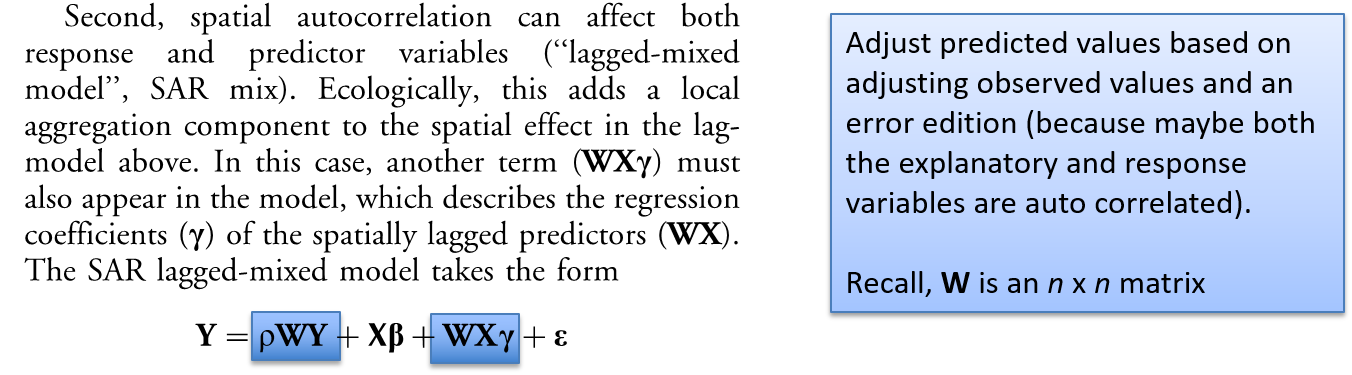 Second, spatial autocorrelation can affect both
response and predictor variables (“lagged-mixed
model”, SAR mix). Ecologically, this adds a local
aggregation component to the spatial effect in the lag-
model above. In this case, another term (WXγ) must
also appear in the model, which describes the regression
coefficients (γ) of the spatially lagged predictors (WX).
The SAR lagged-mixed model takes the form
Y = ρWY + Xβ + WXγ + ε
Adjust predicted values based on
adjusting observed values and an
error edition (because maybe both
the explanatory and response
variables are auto correlated).
Recall, W is an n x n matrix